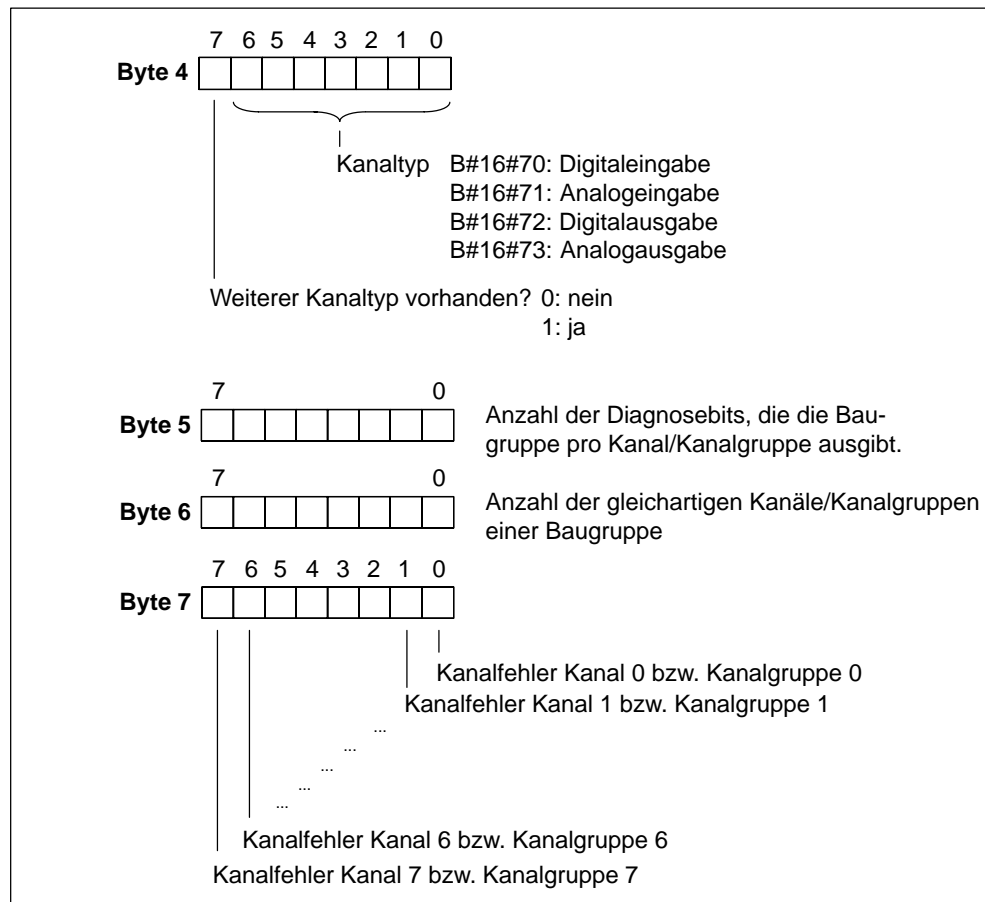 7 6 5 4 3 2 1 0
Byte 4
Kanaltyp B#16#70: Digitaleingabe
B#16#71: Analogeingabe
B#16#72: Digitalausgabe
B#16#73: Analogausgabe
Weiterer Kanaltyp vorhanden? 0: nein
1: ja
7 0
Byte 5
Anzahl der Diagnosebits, die die Bau-
gruppe pro Kanal/Kanalgruppe ausgibt.
7 0
Byte 6
Anzahl der gleichartigen Kanäle/Kanalgruppen
einer Baugruppe
7 6 5 4 3 2 1 0
Byte 7
Kanalfehler Kanal 0 bzw. Kanalgruppe 0
Kanalfehler Kanal 1 bzw. Kanalgruppe 1
...
...
...
...
...
Kanalfehler Kanal 6 bzw. Kanalgruppe 6
Kanalfehler Kanal 7 bzw. Kanalgruppe 7